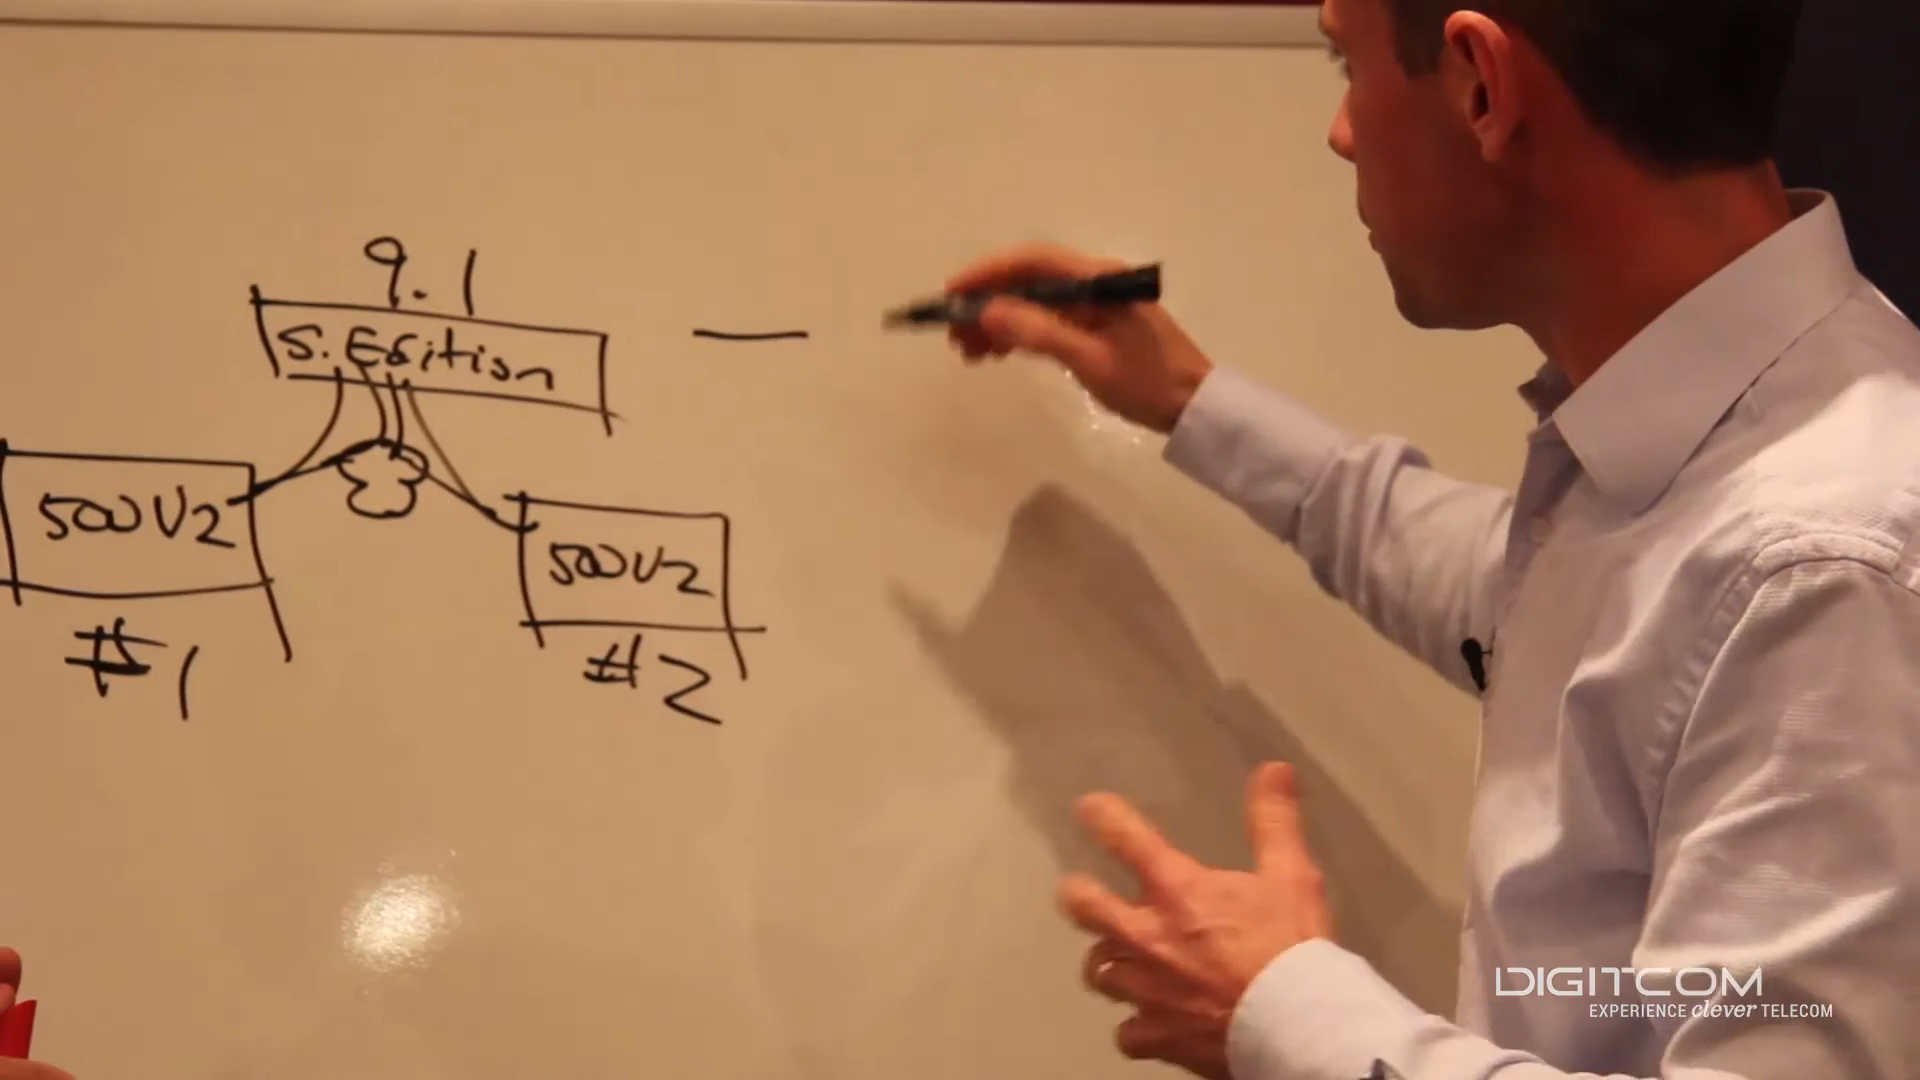 9.1
S. Edition
500V2
500V2
#1
#2
DIGITCOM
EXPERIENCE clever TELECOM